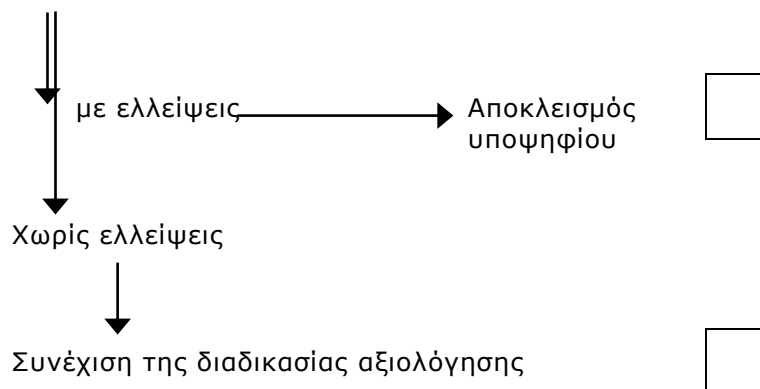 με ελλείψεις
Αποκλεισμός
υποψηφίου
Χωρίς ελλείψεις
Συνέχιση της διαδικασίας αξιολόγησης